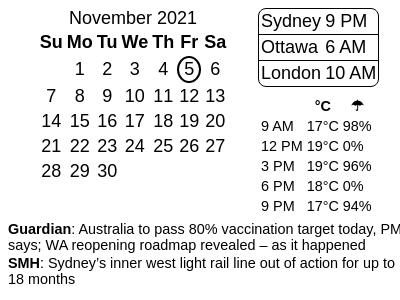 November 2021
Su Mo Tu We Th Fr Sa
1 2 3 4 5 6
7 8 9 10 11 12 13
14 15 16 17 18 19 20
21 22 23 24 25 26 27
28 29 30
Sydney 9 PM
Ottawa 6 AM
London 10 AM
°C ☂
9 AM 17°C 98%
12 PM 19°C 0%
3 PM 19°C 96%
6 PM 18°C 0%
9 PM 17°C 94%
Guardian: Australia to pass 80% vaccination target today, PM
says; WA reopening roadmap revealed – as it happened
SMH: Sydney’s inner west light rail line out of action for up to
18 months